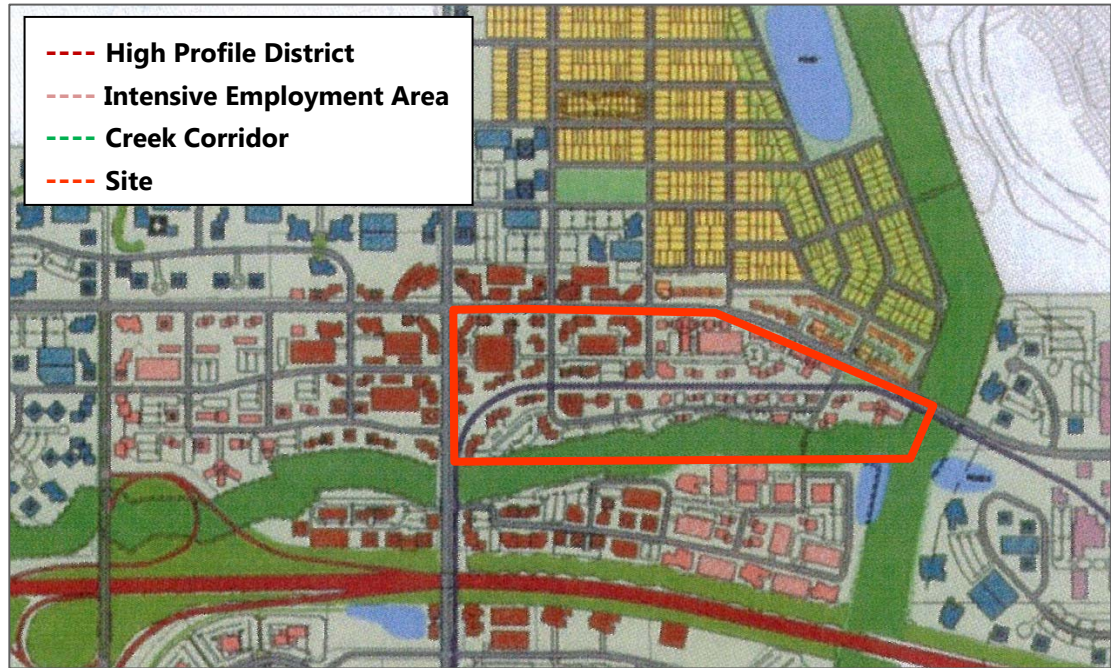 ---- High Profile District
---- Intensive Employment Area
---- Creek Corridor
---- Site